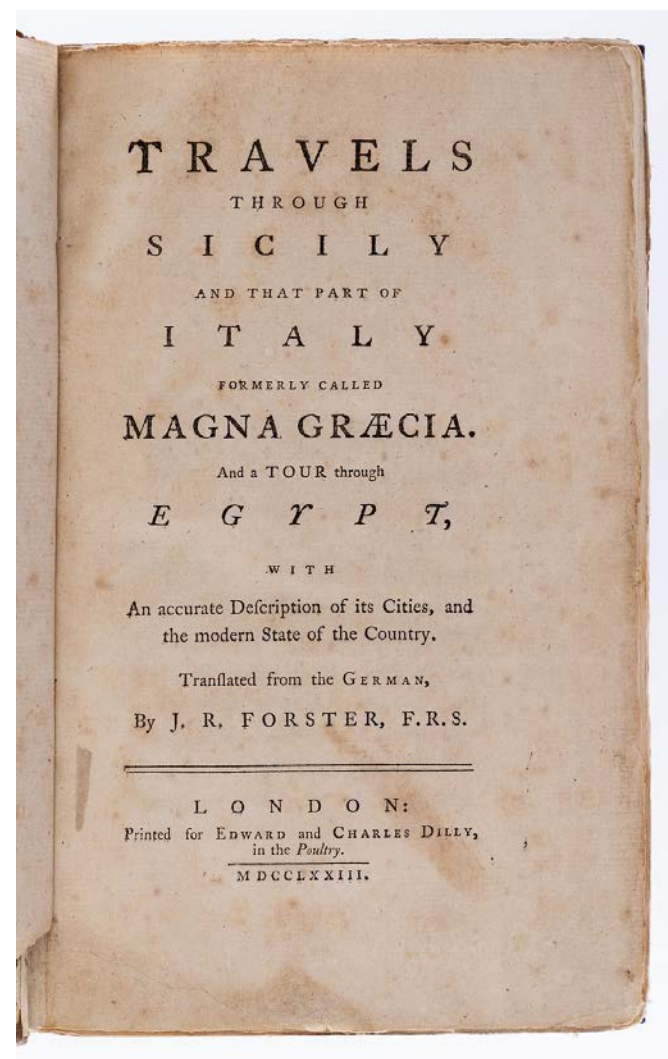 TRAVELS
THROUGH
SICILY
AND THAT PART OF
ITALY
FORMERLY CALLED
MAGNA GRÆCIA.
And a TOUR through
EGYPT,
WITH
An accurate Deſcription of its Cities, and
the modern State of the Country.
Tranſlated from the GERMAN,
By J. R. FORSTER, F.R.S.
LONDON:
Printed for EDWARD and CHARLES DILLY,
in the Poultry.
MDCCLXXIII.